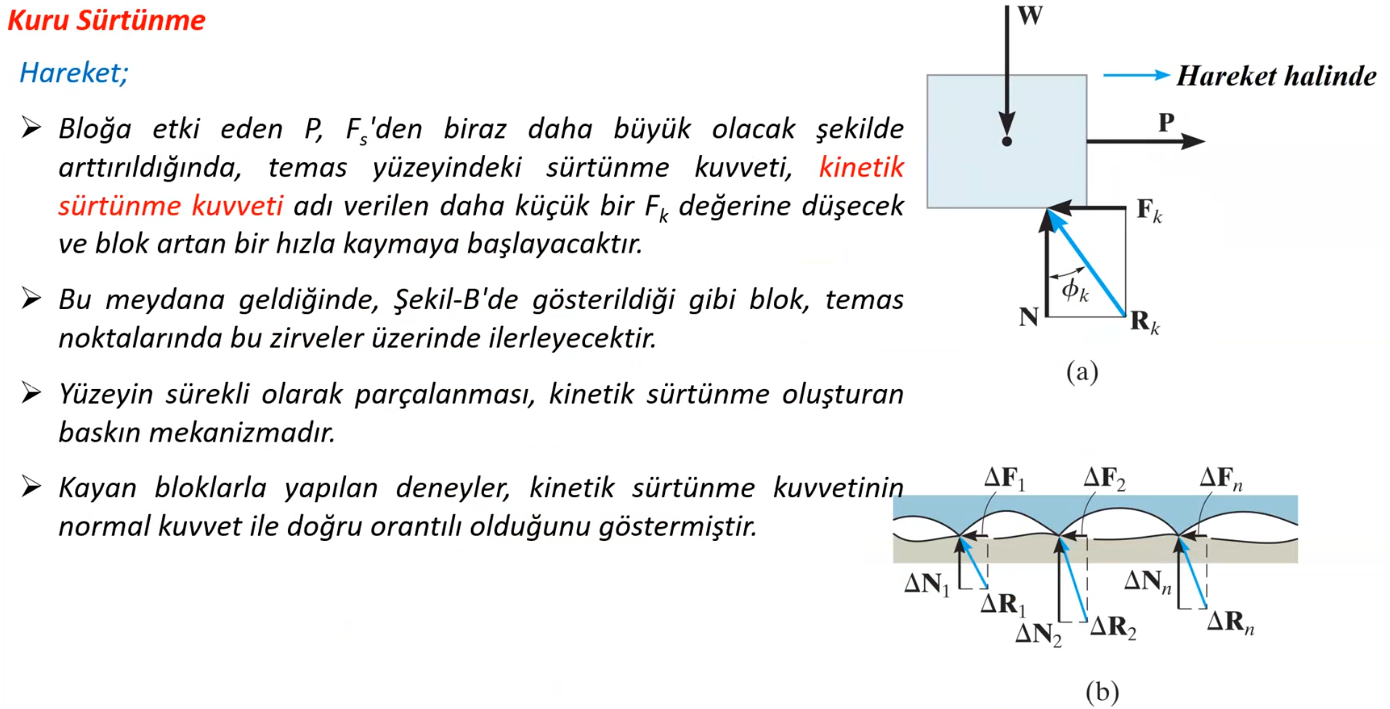 Kuru Sürtünme
Hareket;
➢ Bloğa etki eden P, Fs'den biraz daha büyük olacak şekilde
arttırıldığında, temas yüzeyindeki sürtünme kuvveti, kinetik
sürtünme kuvveti adı verilen daha küçük bir Fk değerine düşecek
ve blok artan bir hızla kaymaya başlayacaktır.
➢ Bu meydana geldiğinde, Şekil-B'de gösterildiği gibi blok, temas
noktalarında bu zirveler üzerinde ilerleyecektir.
➢ Yüzeyin sürekli olarak parçalanması, kinetik sürtünme oluşturan
baskın mekanizmadır.
➢ Kayan bloklarla yapılan deneyler, kinetik sürtünme kuvvetinin
normal kuvvet ile doğru orantılı olduğunu göstermiştir.
W
Hareket halinde
P
Fk
ϕk
N
Rk
(a)
ΔF1
ΔF2
ΔFn
ΔN1
ΔR1
ΔN2
ΔR2
ΔNn
ΔRn
(b)